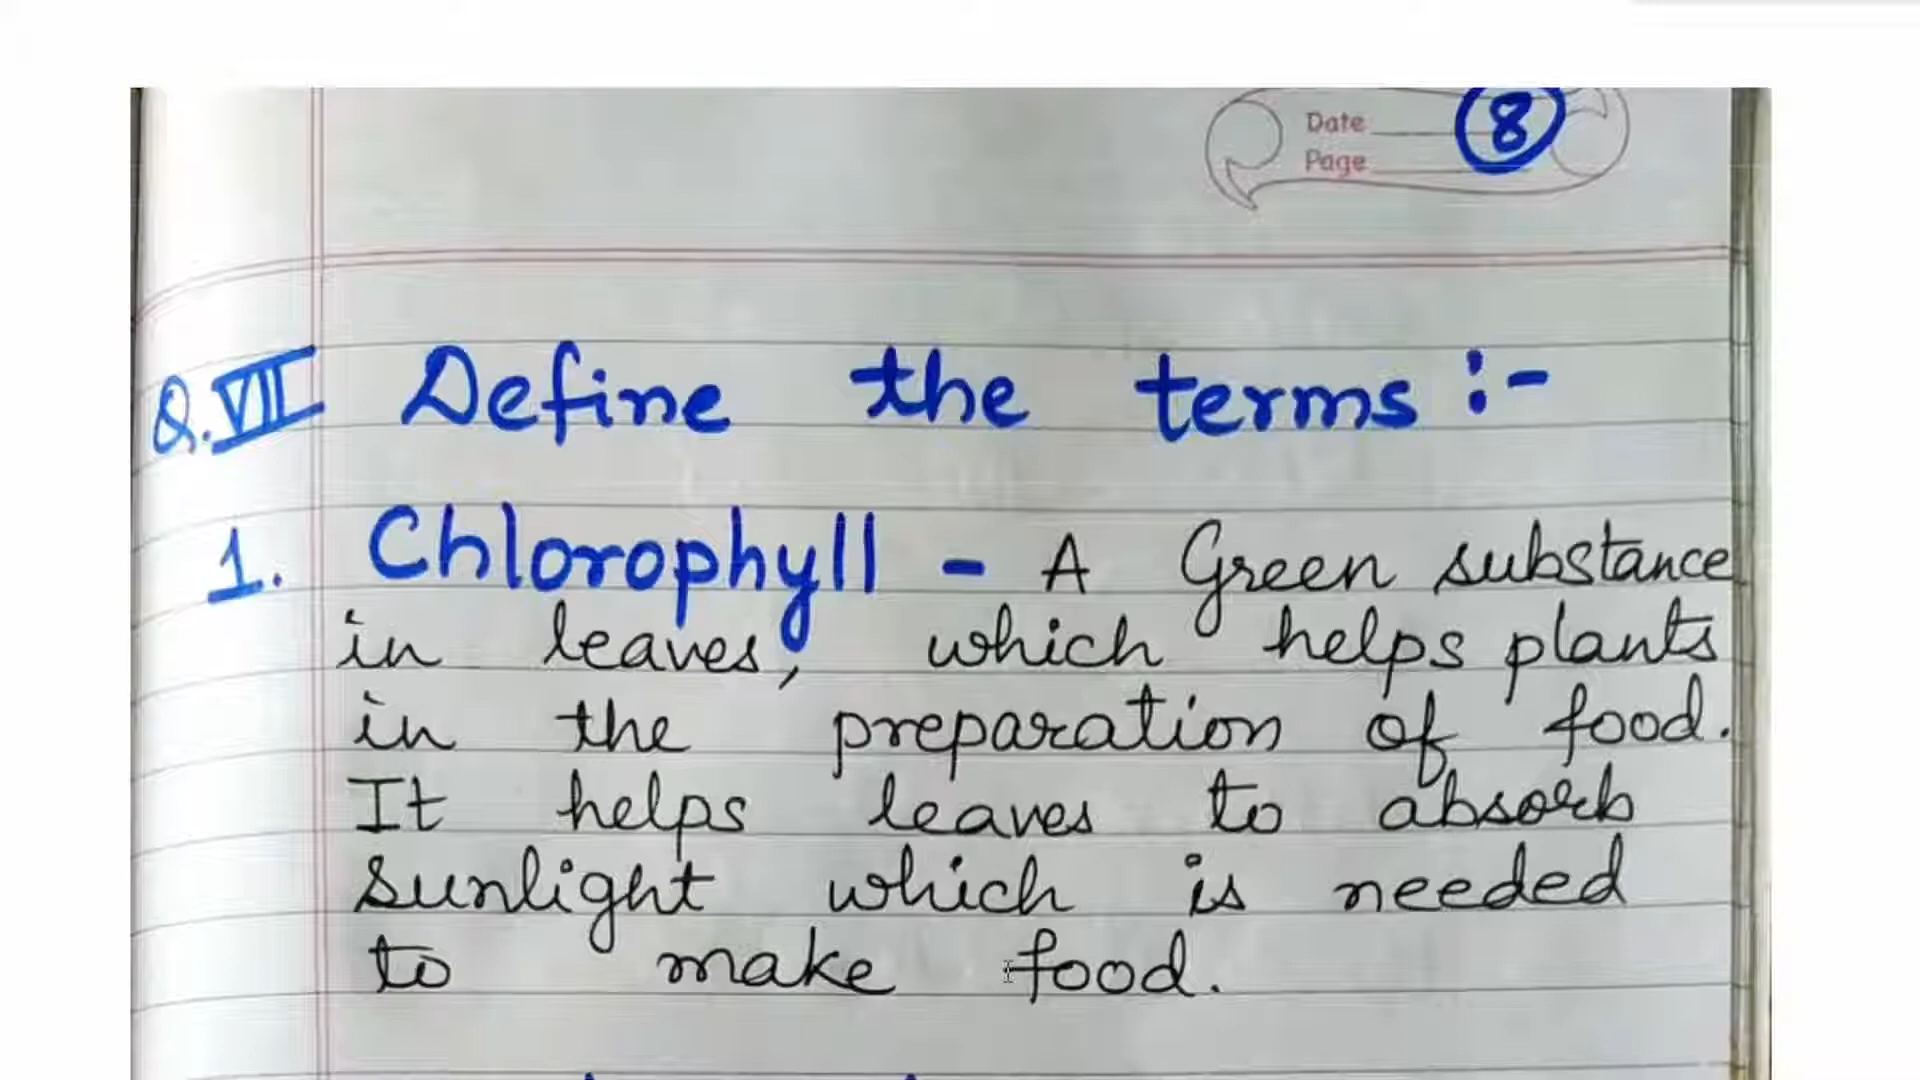 Date
Page
8
Q.VII Define the terms :-
1. Chlorophyll - A Green substance
in leaves, which helps plants
in the preparation of food.
It helps leaves to absorb
sunlight which is needed
to make food.